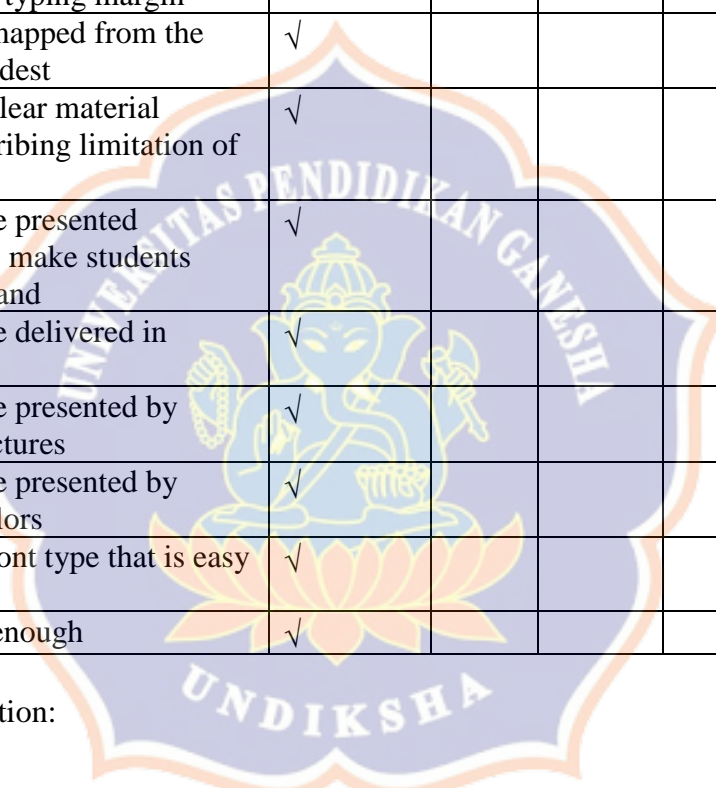 typing margin
napped from the √
dest
lear material √
ribing limitation of
e presented √
make students
and
e delivered in √
e presented by √
ctures
e presented by √
lors
ont type that is easy √
enough √
tion:
UNIVERSITAS PENDIDIKAN GANESHA
UNDIKSHA